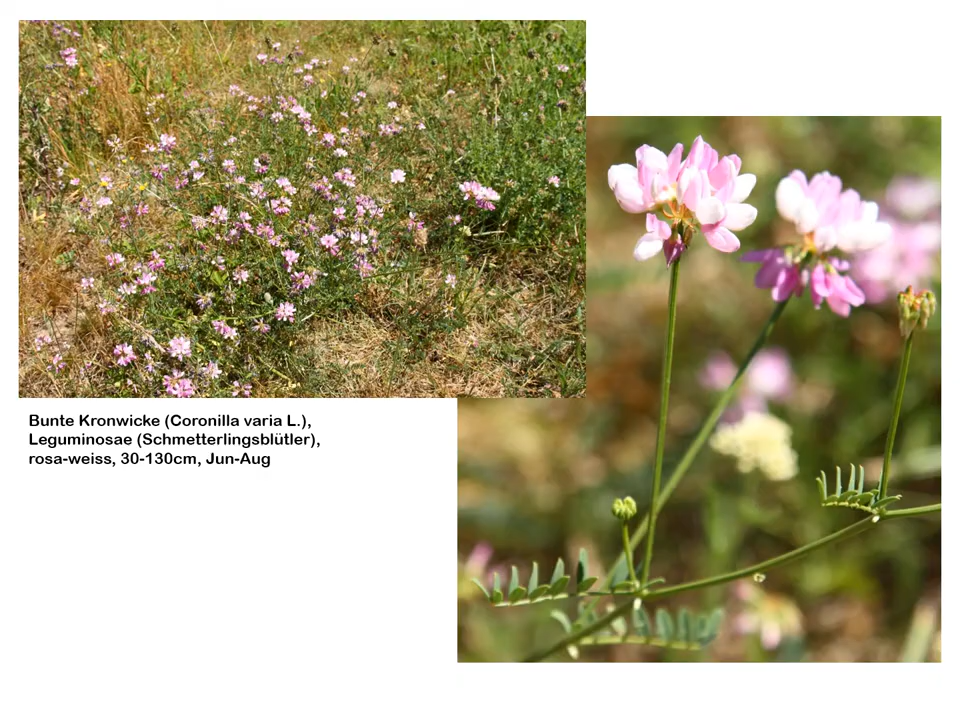 Bunte Kronwicke (Coronilla varia L.),
Leguminosae (Schmetterlingsblütler),
rosa-weiss, 30-130cm, Jun-Aug